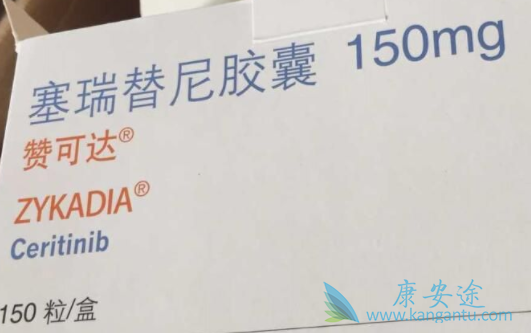 塞瑞替尼胶囊 150mg
赞可达®
ZYKADIA®
Ceritinib
150 粒/盒
康安途
www.kangantu.com